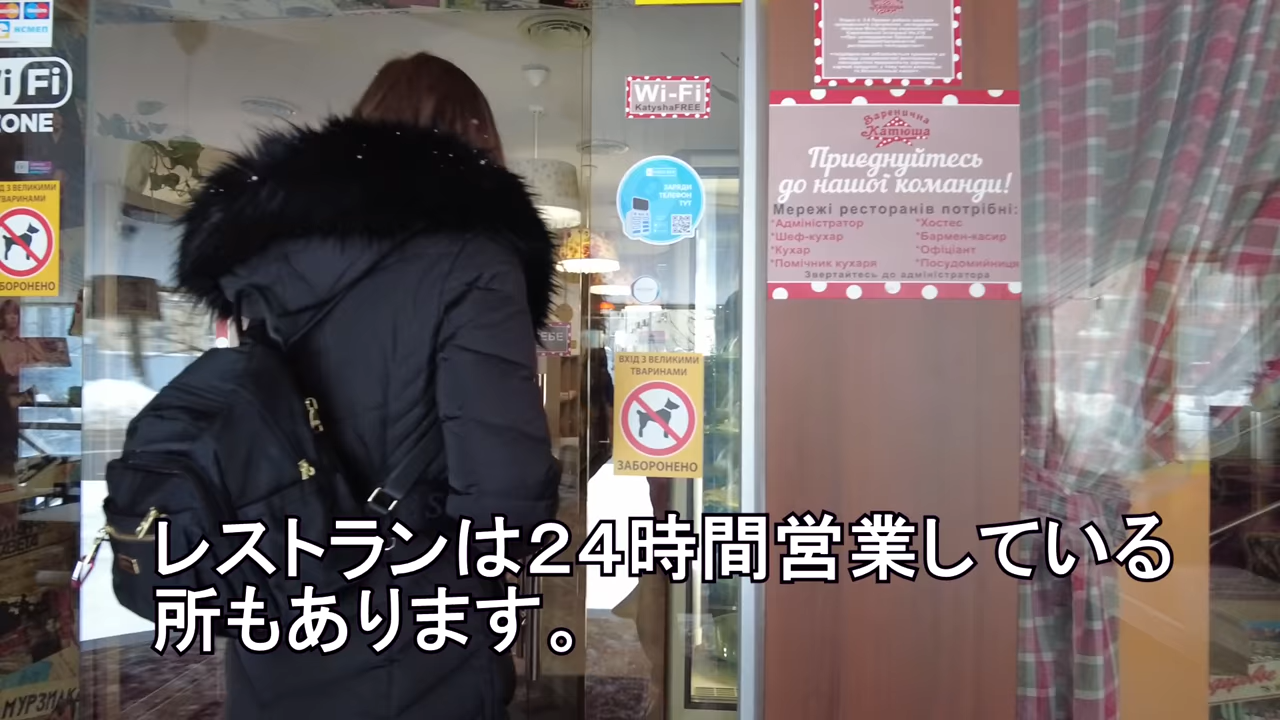 НСМЕП
Wi Fi
ZONE
ВХІД З ВЕЛИКИМИ
ТВАРИНАМИ
ЗАБОРОНЕНО
Wi-Fi
KatyshaFREE
ЗАРЯДИ
ТЕЛЕФОН
ТУТ
ВХІД З ВЕЛИКИМИ
ТВАРИНАМИ
ЗАБОРОНЕНО
Варенична
Катюша
Приєднуйтесь
до нашої команди!
Мережі ресторанів потрібні:
*Адміністратор
*Шеф-кухар
*Кухар
*Помічник кухаря
*Хостес
*Бармен-касир
*Офіціант
*Посудомийниця
Звертайтесь до адміністратора
МУРЗИЛК
レストランは２４時間営業している
所もあります。